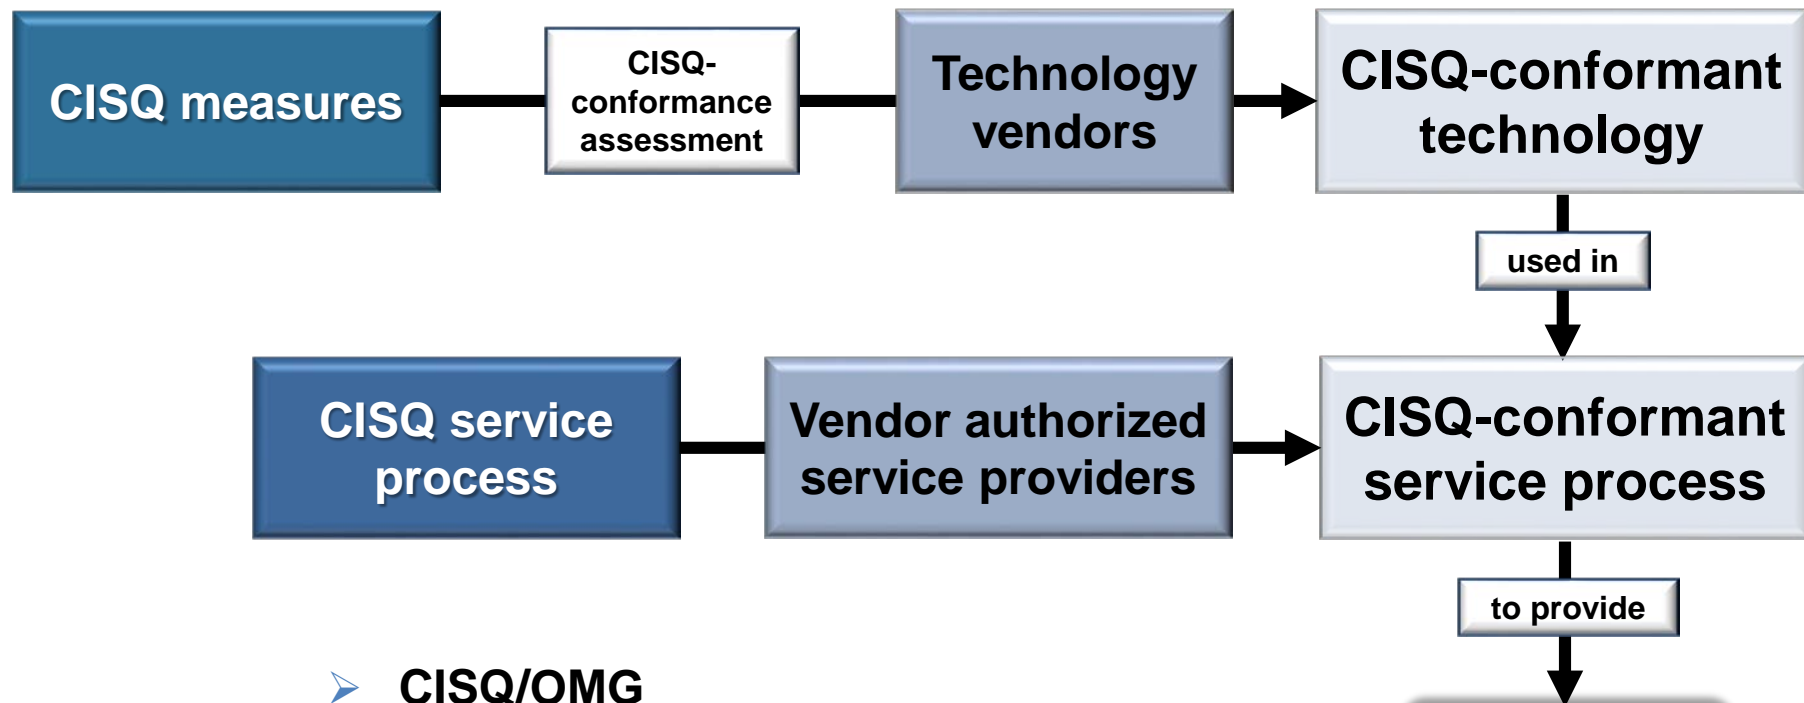 CISQ measures
CISQ-
conformance
assessment
Technology
vendors
CISQ-conformant
technology
used in
CISQ service
process
Vendor authorized
service providers
CISQ-conformant
service process
to provide
CISQ/OMG